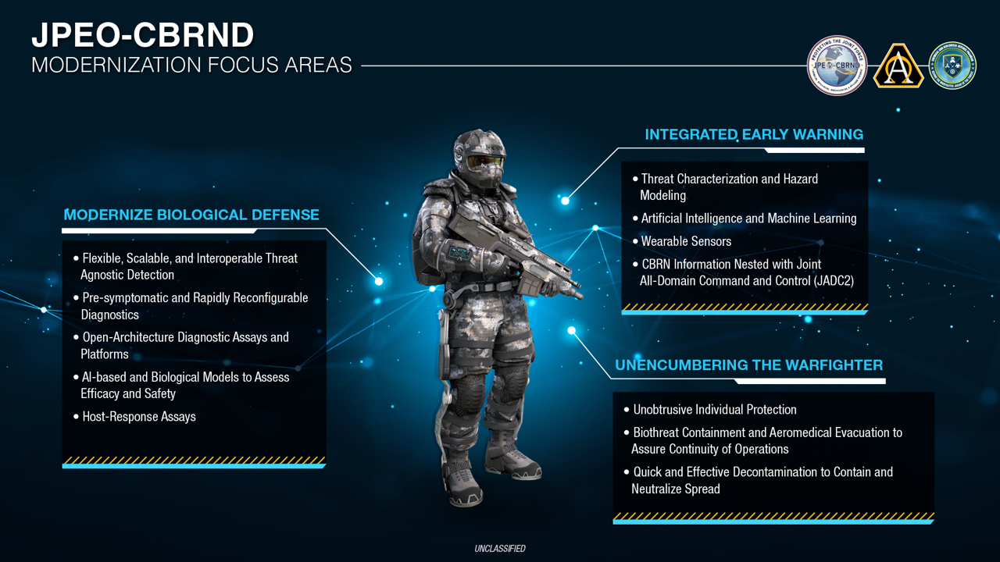 JPEO-CBRND
MODERNIZATION FOCUS AREAS
PROTECTING THE JOINT FORCE
JPEO-CBRND
INTEGRATED EARLY WARNING
• Threat Characterization and Hazard
Modeling
• Artificial Intelligence and Machine Learning
• Wearable Sensors
• CBRN Information Nested with Joint
All-Domain Command and Control (JADC2)
MODERNIZE BIOLOGICAL DEFENSE
• Flexible, Scalable, and Interoperable Threat
Agnostic Detection
• Pre-symptomatic and Rapidly Reconfigurable
Diagnostics
• Open-Architecture Diagnostic Assays and
Platforms
• AI-based and Biological Models to Assess
Efficacy and Safety
• Host-Response Assays
UNENCUMBERING THE WARFIGHTER
• Unobtrusive Individual Protection
• Biothreat Containment and Aeromedical Evacuation to
Assure Continuity of Operations
• Quick and Effective Decontamination to Contain and
Neutralize Spread
UNCLASSIFIED